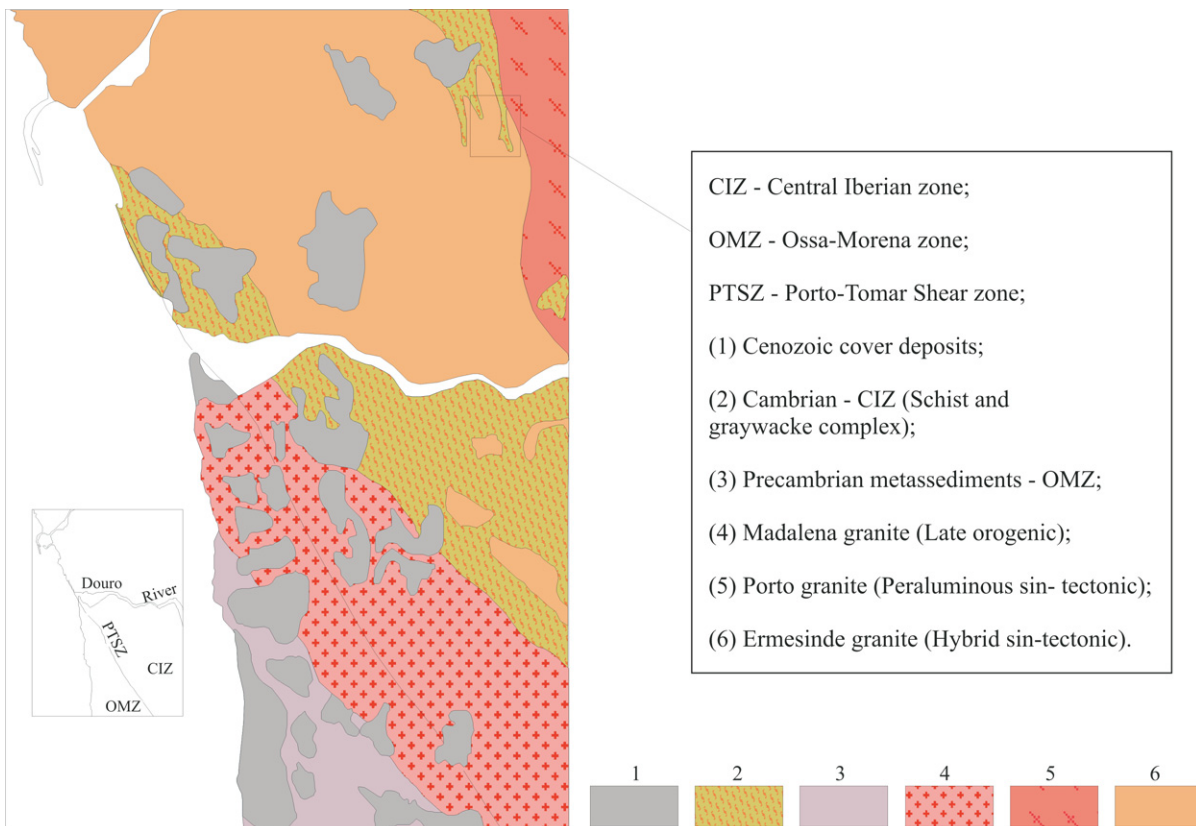 CIZ - Central Iberian zone;
OMZ - Ossa-Morena zone;
PTSZ - Porto-Tomar Shear zone;
(1) Cenozoic cover deposits;
(2) Cambrian - CIZ (Schist and
graywacke complex);
(3) Precambrian metassediments - OMZ;
(4) Madalena granite (Late orogenic);
(5) Porto granite (Peraluminous sin- tectonic);
(6) Ermesinde granite (Hybrid sin-tectonic).
Douro
River
PTSZ
CIZ
OMZ
1 2 3 4 5 6